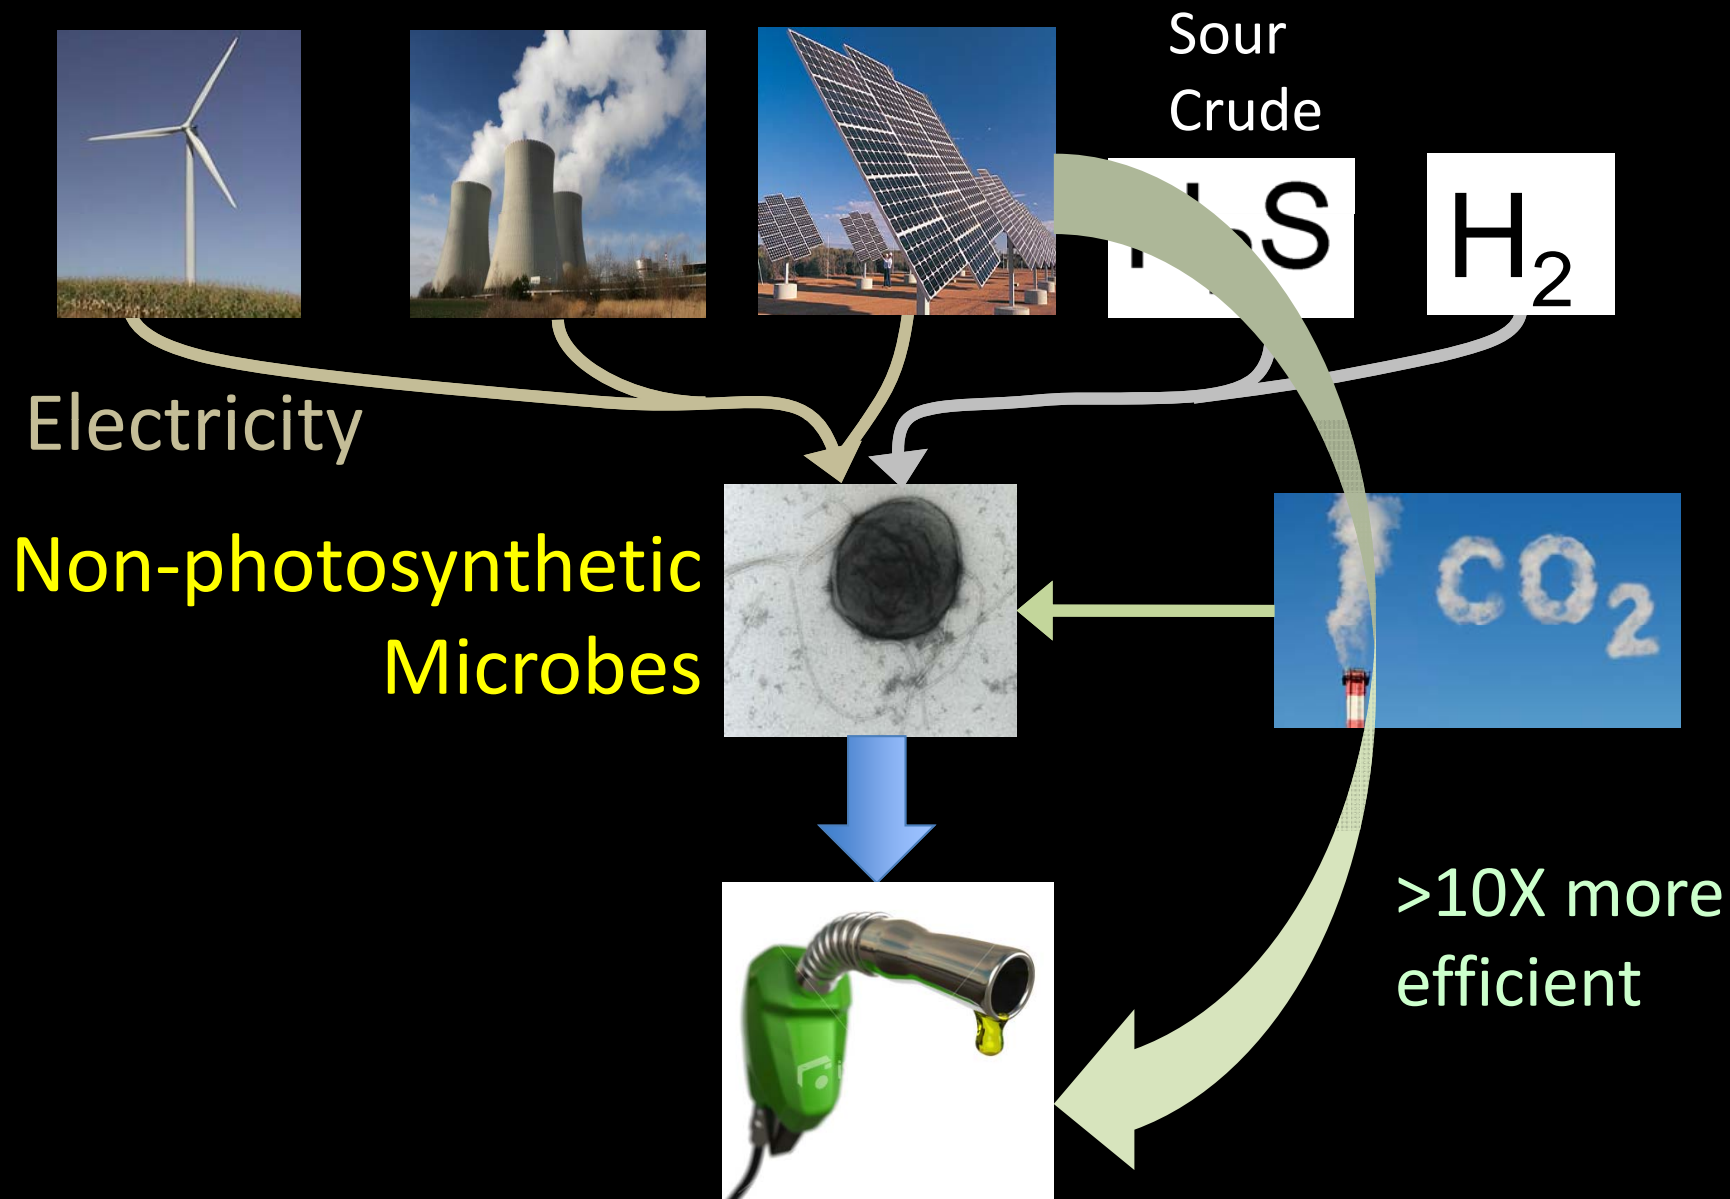 Sour
Crude
S
H2
Electricity
Non-photosynthetic
Microbes
CO2
>10X more
efficient